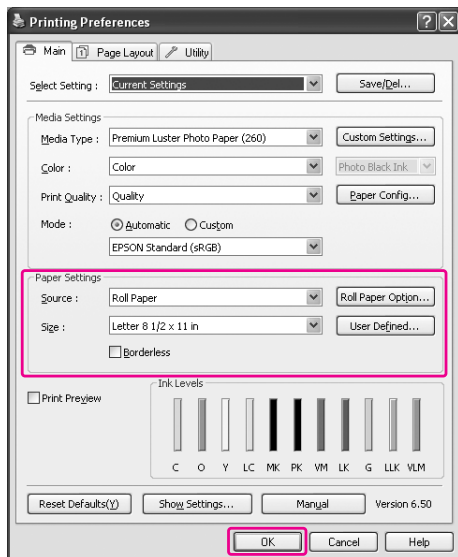 Printing Preferences
Main Page Layout Utility
Select Setting : Current Settings Save/Del...
Media Settings
Media Type : Premium Luster Photo Paper (260) Custom Settings...
Color : Color Photo Black Ink
Print Quality : Quality Paper Config...
Mode : Automatic Custom
EPSON Standard (sRGB)
Paper Settings
Source : Roll Paper Roll Paper Option...
Size : Letter 8 1/2 x 11 in User Defined...
Borderless
Print Preview
Ink Levels
C O Y LC MK PK VM LK G LLK VLM
Reset Defaults(Y) Show Settings... Manual Version 6.50
OK Cancel Help